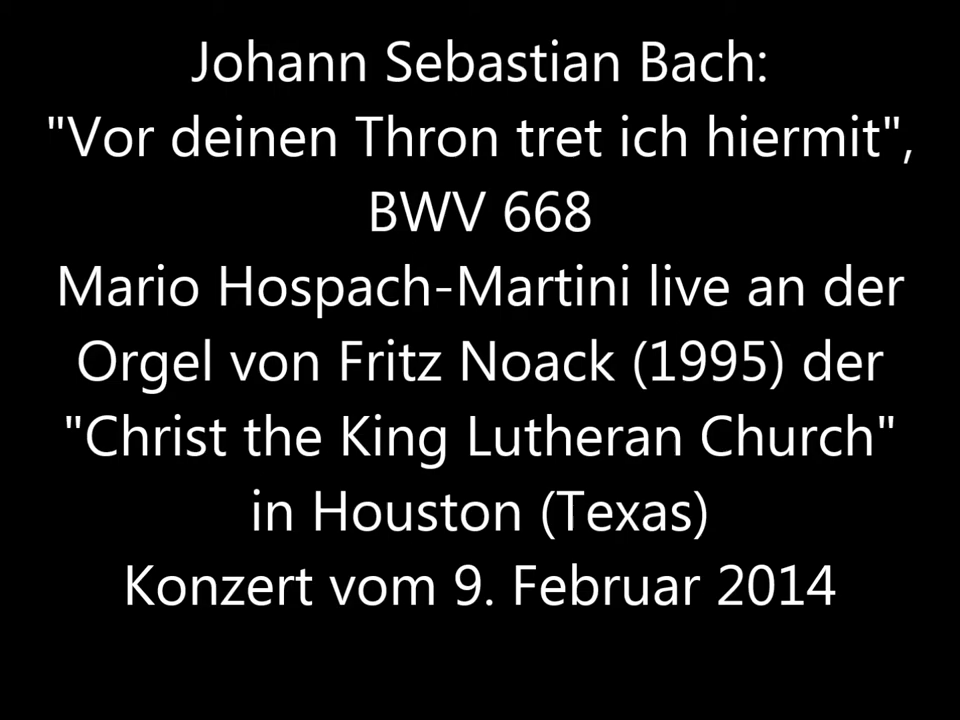 Johann Sebastian Bach:
"Vor deinen Thron tret ich hiermit",
BWV 668
Mario Hospach-Martini live an der
Orgel von Fritz Noack (1995) der
"Christ the King Lutheran Church"
in Houston (Texas)
Konzert vom 9. Februar 2014